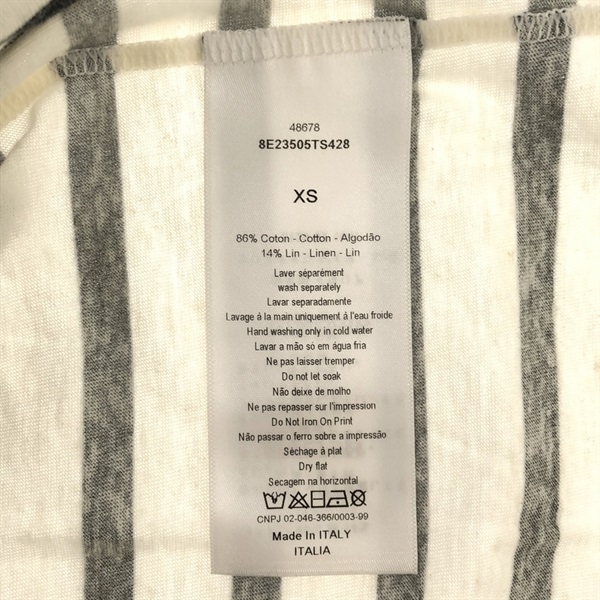 48678
8E23505TS428
XS
86% Coton - Cotton - Algodão
14% Lin - Linen - Lin
Laver séparément
wash separately
Lavar separadamente
Lavage à la main uniquement à l'eau froide
Hand washing only in cold water
Lavar a mão só em água fria
Ne pas laisser tremper
Do not let soak
Não deixe de molho
Ne pas repasser sur l'impression
Do Not Iron On Print
Não passar o ferro sobre a impressão
Séchage à plat
Dry flat
Secagem na horizontal
CNPJ 02-046-366/0003-99
Made In ITALY
ITALIA